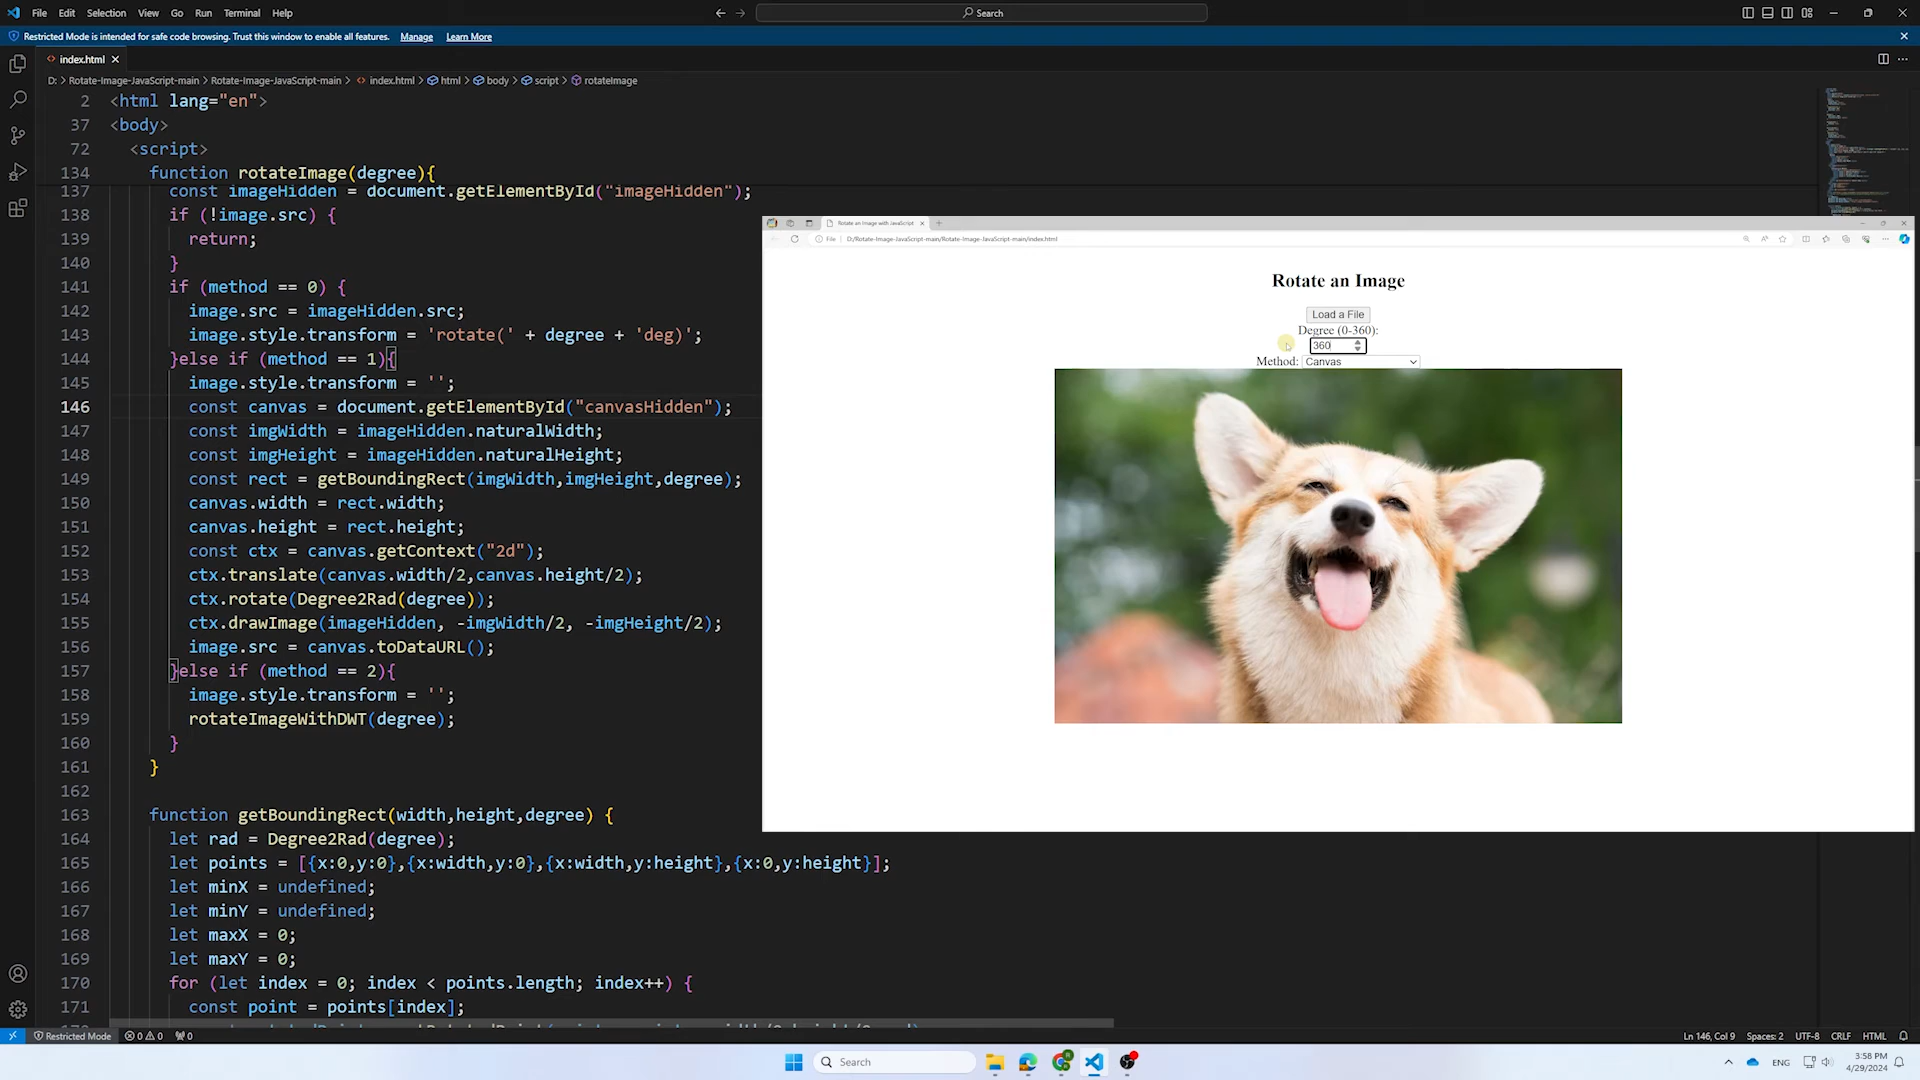 File Edit Selection View Go Run Terminal Help
Search
Restricted Mode is intended for safe code browsing. Trust this window to enable all features. Manage Learn More
index.html
D: > Rotate-Image-JavaScript-main > Rotate-Image-JavaScript-main > index.html > html > body > script > rotateImage
2 <html lang="en">
37 <body>
72 <script>
134 function rotateImage(degree){
137 const imageHidden = document.getElementById("imageHidden");
138 if (!image.src) {
139 return;
140 }
141 if (method == 0) {
142 image.src = imageHidden.src;
143 image.style.transform = 'rotate(' + degree + 'deg)';
144 }else if (method == 1){
145 image.style.transform = '';
146 const canvas = document.getElementById("canvasHidden");
147 const imgWidth = imageHidden.naturalWidth;
148 const imgHeight = imageHidden.naturalHeight;
149 const rect = getBoundingRect(imgWidth,imgHeight,degree);
150 canvas.width = rect.width;
151 canvas.height = rect.height;
152 const ctx = canvas.getContext("2d");
153 ctx.translate(canvas.width/2,canvas.height/2);
154 ctx.rotate(Degree2Rad(degree));
155 ctx.drawImage(imageHidden, -imgWidth/2, -imgHeight/2);
156 image.src = canvas.toDataURL();
157 }else if (method == 2){
158 image.style.transform = '';
159 rotateImageWithDWT(degree);
160 }
161 }
162
163 function getBoundingRect(width,height,degree) {
164 let rad = Degree2Rad(degree);
165 let points = [{x:0,y:0},{x:width,y:0},{x:width,y:height},{x:0,y:height}];
166 let minX = undefined;
167 let minY = undefined;
168 let maxX = 0;
169 let maxY = 0;
170 for (let index = 0; index < points.length; index++) {
171 const point = points[index];
Rotate an Image with JavaScript
File D:/Rotate-Image-JavaScript-main/Rotate-Image-JavaScript-main/index.html
Rotate an Image
Load a File
Degree (0-360):
360
Method: Canvas
Restricted Mode 0 0 0
Ln 146, Col 9 Spaces: 2 UTF-8 CRLF HTML
Search
ENG
3:58 PM
4/29/2024